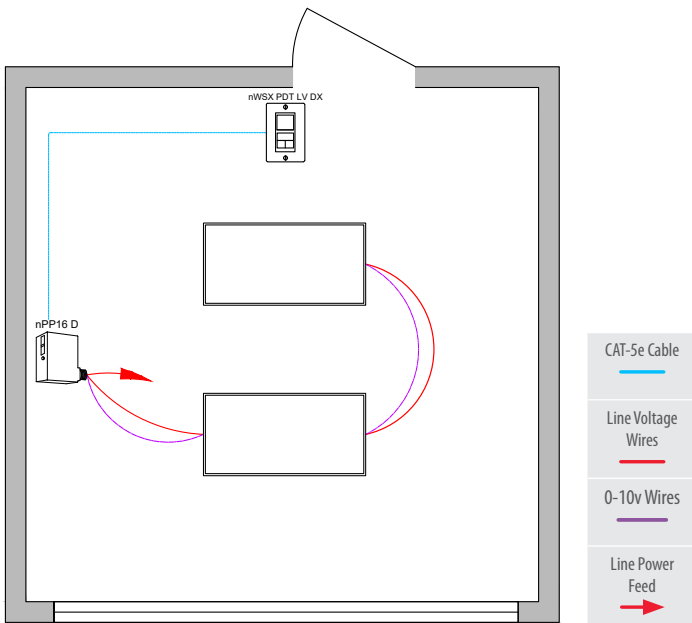 nWSX PDT LV DX
nPP16 D
CAT-5e Cable
Line Voltage
Wires
0-10v Wires
Line Power
Feed